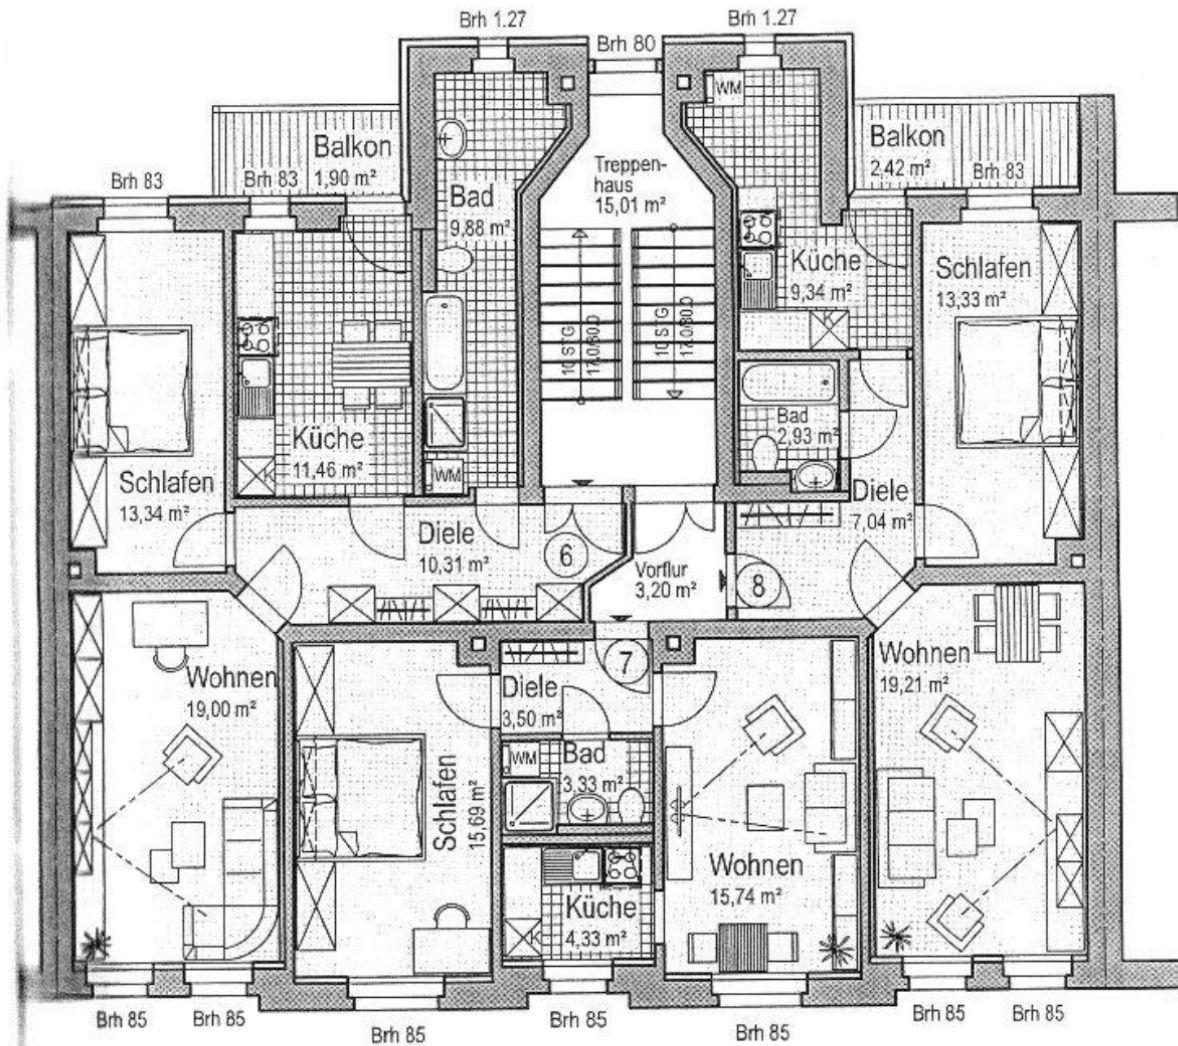 Brh 1.27
Brh 80
Brh 1.27
WM
Balkon
1,90 m²
Brh 83
Brh 83
Bad
9,88 m²
Treppen-
haus
15,01 m²
Balkon
2,42 m²
Brh 83
Küche
9,34 m²
Schlafen
13,33 m²
10 STG
17.0/30.0
10 STG
17.0/30.0
K
Küche
11,46 m²
K
WM
Bad
2,93 m²
Schlafen
13,34 m²
Diele
10,31 m²
6
Vorflur
3,20 m²
8
Diele
7,04 m²
Wohnen
19,00 m²
Schlafen
15,69 m²
Diele
3,50 m²
7
WM
Bad
3,33 m²
Küche
4,33 m²
K
Wohnen
15,74 m²
Wohnen
19,21 m²
Brh 85
Brh 85
Brh 85
Brh 85
Brh 85
Brh 85
Brh 85